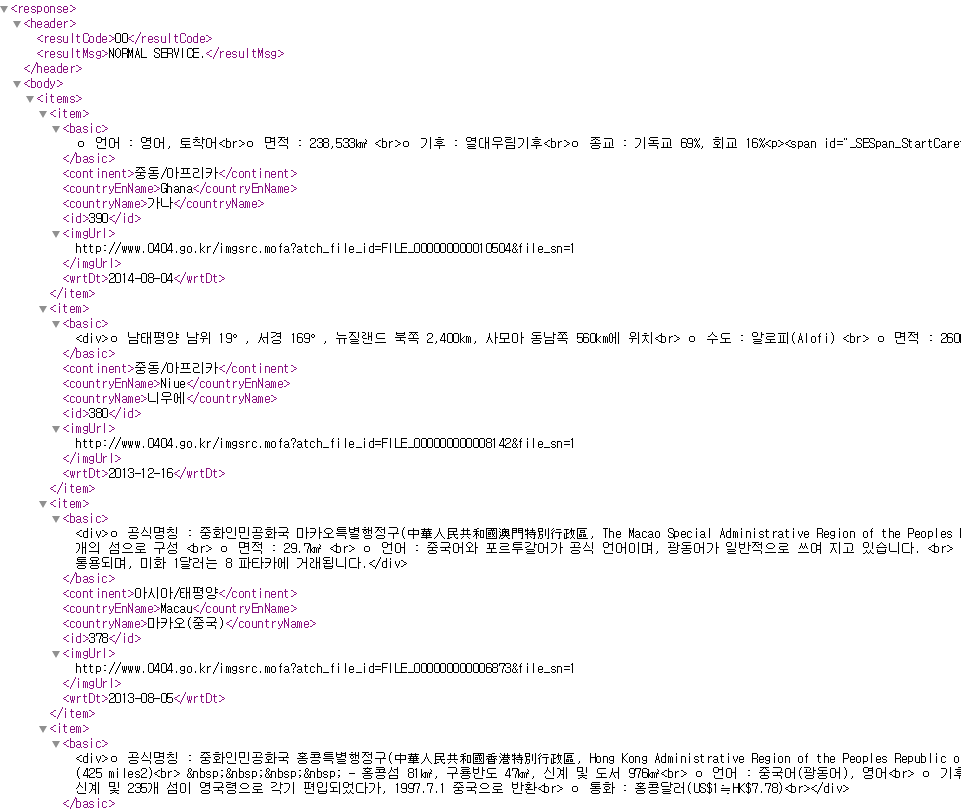 <response>
<header>
<resultCode>00</resultCode>
<resultMsg>NORMAL SERVICE.</resultMsg>
</header>
<body>
<items>
<item>
<basic>
ㅇ 언어 : 영어, 토착어<br>ㅇ 면적 : 238,533㎢ <br>ㅇ 기후 : 열대우림기후<br>ㅇ 종교 : 기독교 69%, 회교 16%<p><span id="_SESpan_StartCare
</basic>
<continent>중동/아프리카</continent>
<countryEnName>Ghana</countryEnName>
<countryName>가나</countryName>
<id>390</id>
<imgUrl>
http://www.0404.go.kr/imgsrc.mofa?atch_file_id=FILE_000000000010504&file_sn=1
</imgUrl>
<wrtDt>2014-08-04</wrtDt>
</item>
<item>
<basic>
<div>ㅇ 남태평양 남위 19° , 서경 169° , 뉴질랜드 북쪽 2,400km, 사모아 동남쪽 560km에 위치<br> ㅇ 수도 : 알로피(Alofi) <br> ㅇ 면적 : 260
</basic>
<continent>중동/아프리카</continent>
<countryEnName>Niue</countryEnName>
<countryName>니우에</countryName>
<id>380</id>
<imgUrl>
http://www.0404.go.kr/imgsrc.mofa?atch_file_id=FILE_000000000008142&file_sn=1
</imgUrl>
<wrtDt>2013-12-16</wrtDt>
</item>
<item>
<basic>
<div>ㅇ 공식명칭 : 중화인민공화국 마카오특별행정구(中華人民共和國澳門特別行政區, The Macao Special Administrative Region of the Peoples
개의 섬으로 구성 <br> ㅇ 면적 : 29.7㎢ <br> ㅇ 언어 : 중국어와 포르투갈어가 공식 언어이며, 광동어가 일반적으로 쓰여 지고 있습니다. <br>
통용되며, 미화 1달러는 8 파타카에 거래됩니다.</div>
</basic>
<continent>아시아/태평양</continent>
<countryEnName>Macau</countryEnName>
<countryName>마카오(중국)</countryName>
<id>378</id>
<imgUrl>
http://www.0404.go.kr/imgsrc.mofa?atch_file_id=FILE_000000000006873&file_sn=1
</imgUrl>
<wrtDt>2013-08-05</wrtDt>
</item>
<item>
<basic>
<div>ㅇ 공식명칭 : 중화인민공화국 홍콩특별행정구(中華人民共和國香港特別行政區, Hong Kong Administrative Region of the Peoples Republic o
(425 miles2)<br> &nbsp;&nbsp;&nbsp;&nbsp; - 홍콩섬 81㎢, 구룡반도 47㎢, 신계 및 도서 976㎢<br> ㅇ 언어 : 중국어(광동어), 영어<br> ㅇ 기후
신계 및 235개 섬이 영국령으로 각기 편입되었다가, 1997.7.1 중국으로 반환<br> ㅇ 통화 : 홍콩달러(US$1≒HK$7.78)<br></div>
</basic>